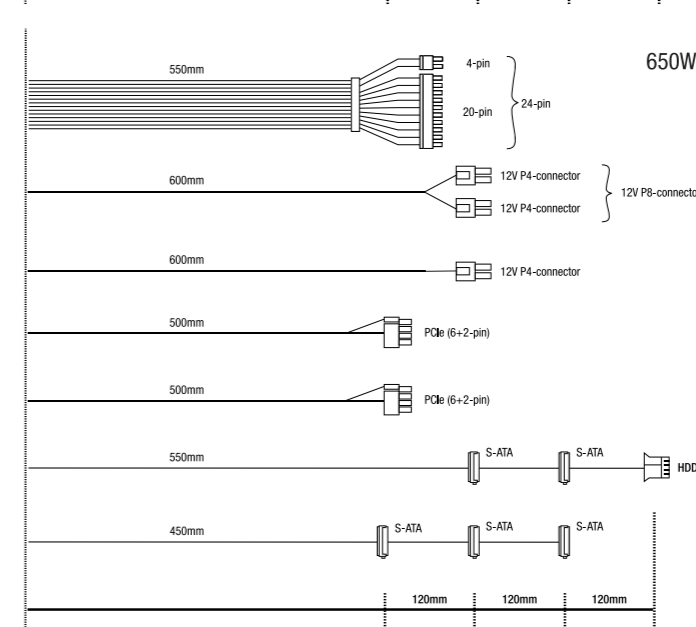 650W
550mm
4-pin
20-pin
24-pin
600mm
12V P4-connector
12V P4-connector
12V P8-connecto
600mm
12V P4-connector
500mm
PCIe (6+2-pin)
500mm
PCIe (6+2-pin)
550mm
S-ATA
S-ATA
HDD
450mm
S-ATA
S-ATA
S-ATA
120mm
120mm
120mm